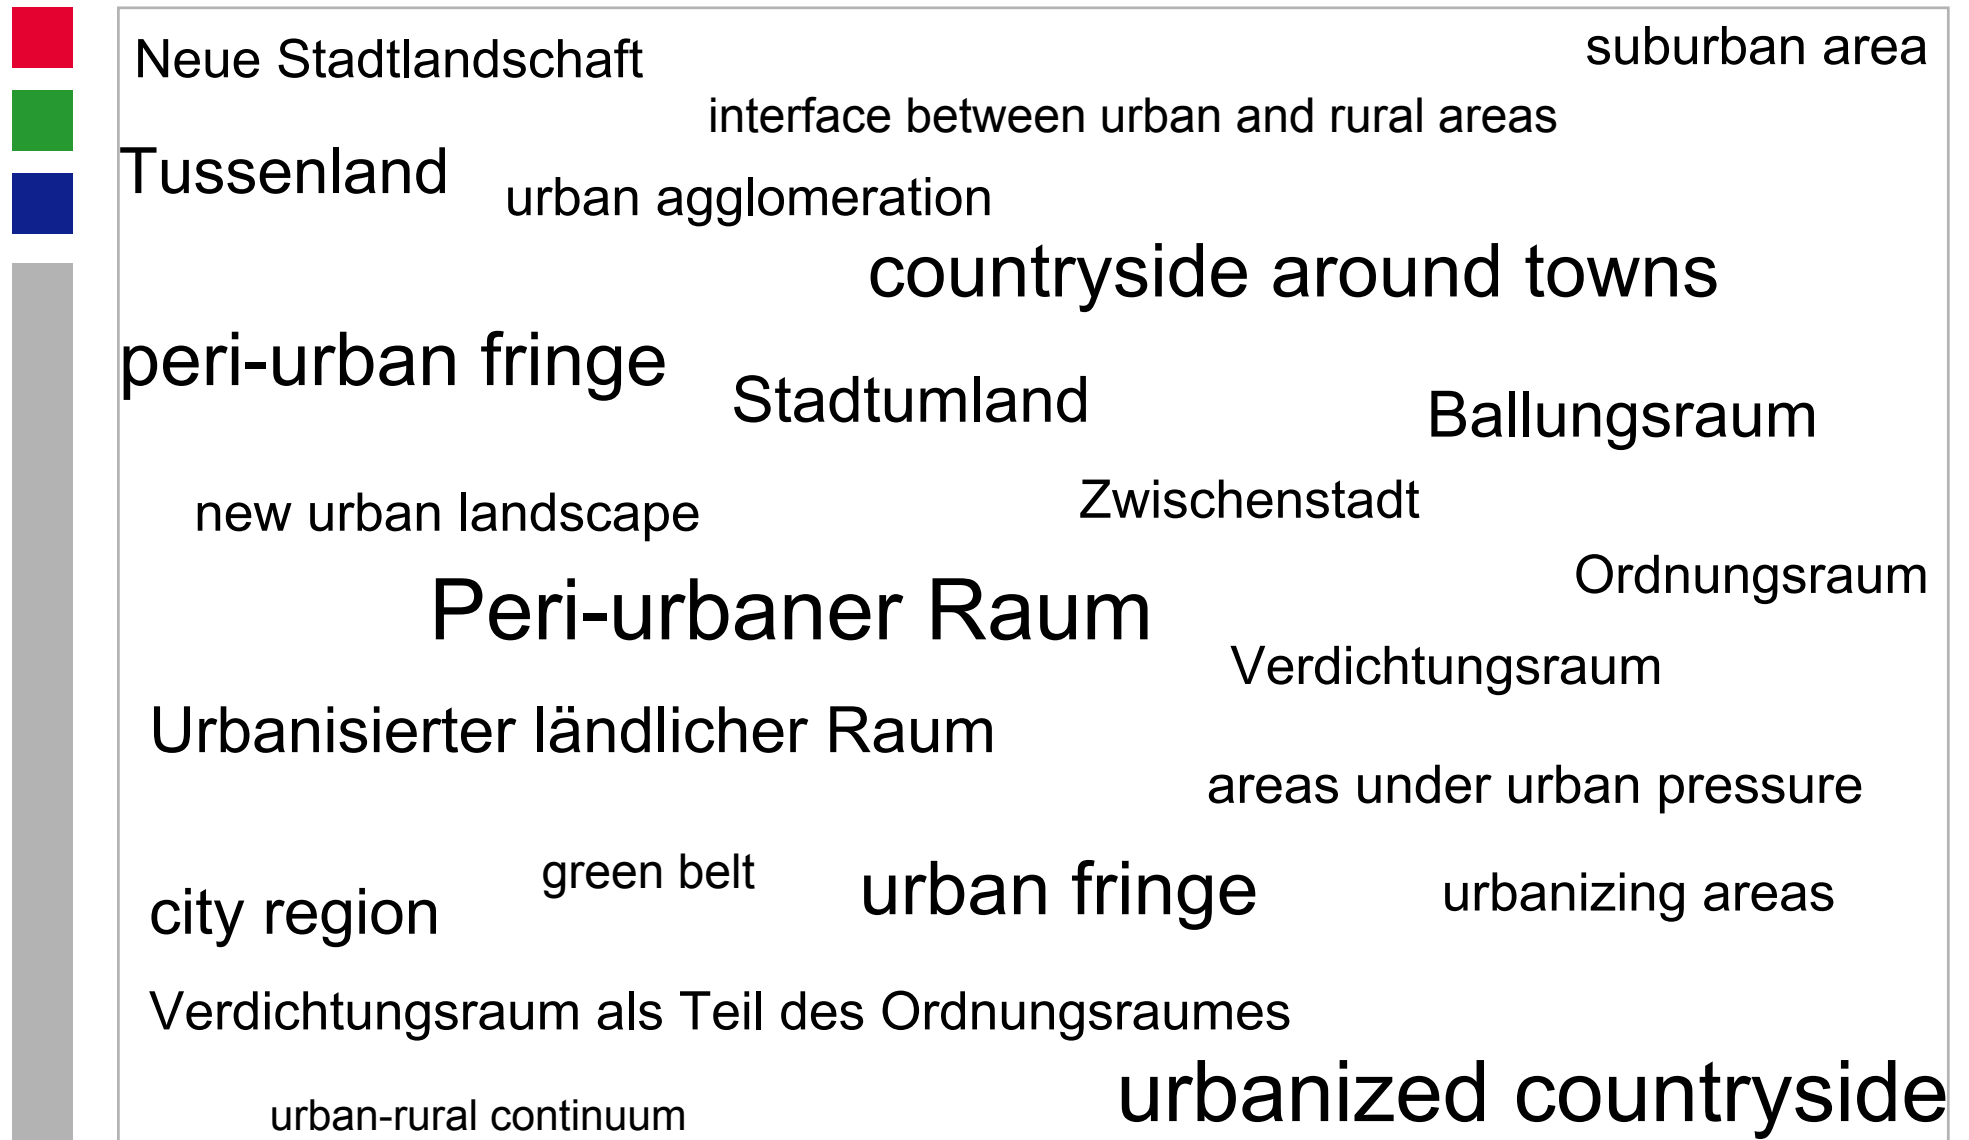 Neue Stadtlandschaft
suburban area
interface between urban and rural areas
Tussenland
urban agglomeration
countryside around towns
peri-urban fringe
Stadtumland
Ballungsraum
new urban landscape
Zwischenstadt
Ordnungsraum
Peri-urbaner Raum
Verdichtungsraum
Urbanisierter ländlicher Raum
areas under urban pressure
green belt
urban fringe
urbanizing areas
city region
Verdichtungsraum als Teil des Ordnungsraumes
urbanized countryside
urban-rural continuum